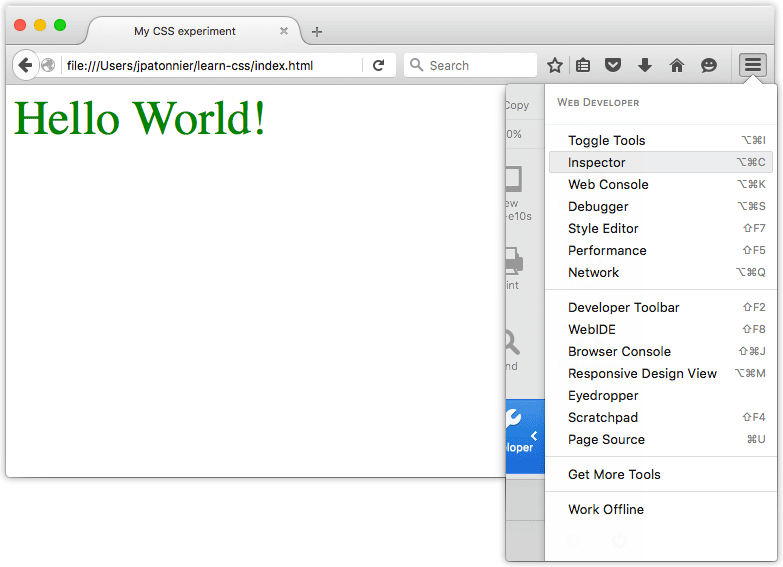 My CSS experiment
file:///Users/jpatonnier/learn-css/index.html
Search
Hello World!
Copy
0%
ew
-e10s
int
nd
loper
WEB DEVELOPER
Toggle Tools ⌥⌘I
Inspector ⌥⌘C
Web Console ⌥⌘K
Debugger ⌥⌘S
Style Editor ⇧F7
Performance ⇧F5
Network ⌥⌘Q
Developer Toolbar ⇧F2
WebIDE ⇧F8
Browser Console ⇧⌘J
Responsive Design View ⌥⌘M
Eyedropper
Scratchpad ⇧F4
Page Source ⌘U
Get More Tools
Work Offline